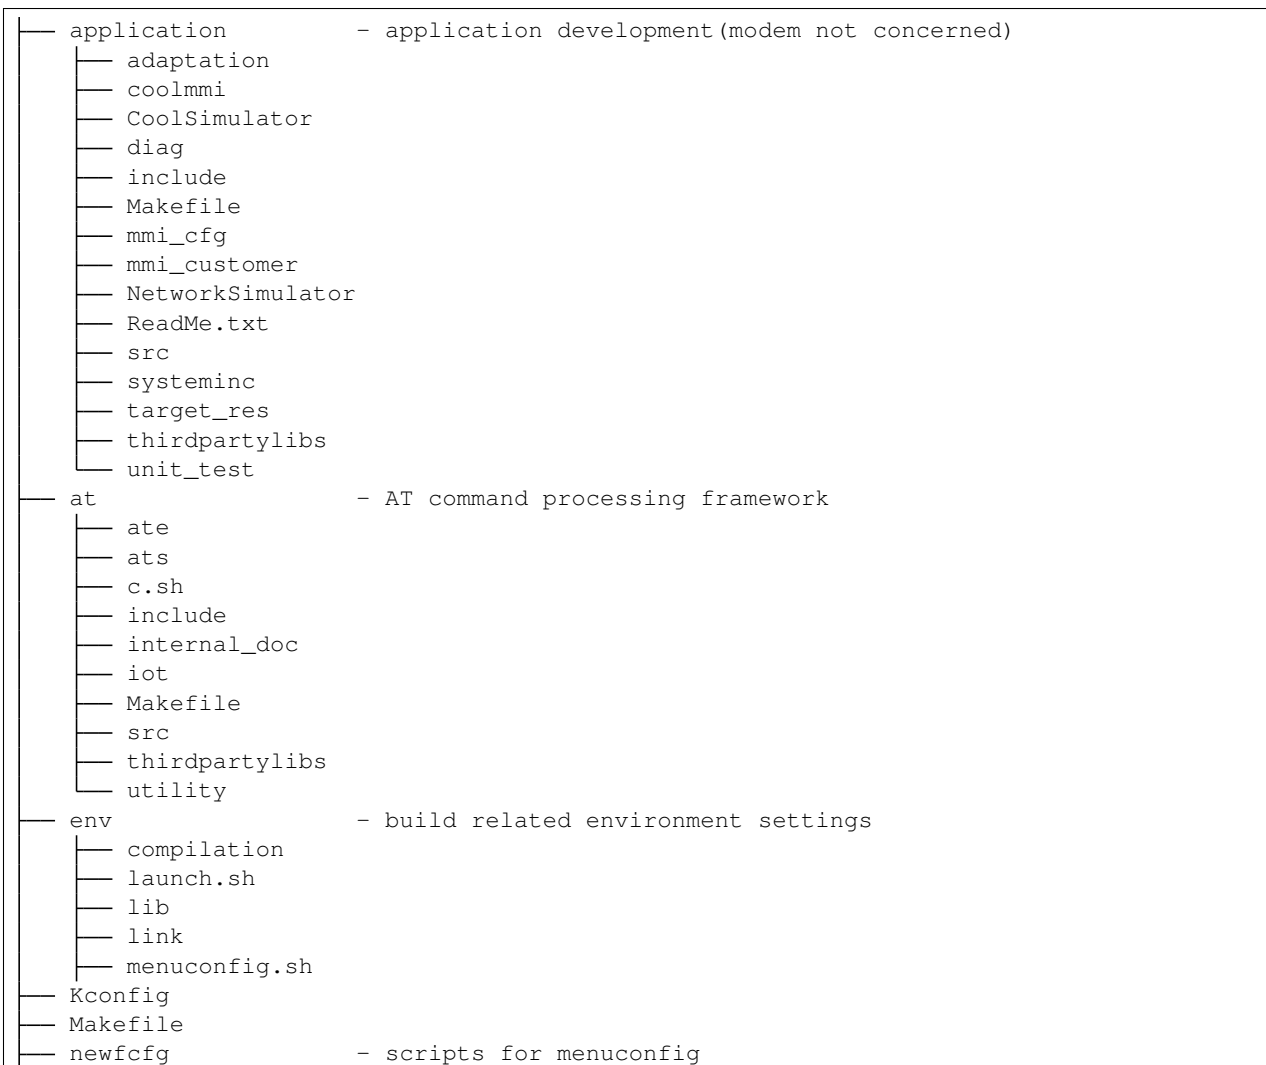 ├── application - application development(modem not concerned)
│   ├── adaptation
│   ├── coolmmi
│   ├── CoolSimulator
│   ├── diag
│   ├── include
│   ├── Makefile
│   ├── mmi_cfg
│   ├── mmi_customer
│   ├── NetworkSimulator
│   ├── ReadMe.txt
│   ├── src
│   ├── systeminc
│   ├── target_res
│   ├── thirdpartylibs
│   └── unit_test
├── at - AT command processing framework
│   ├── ate
│   ├── ats
│   ├── c.sh
│   ├── include
│   ├── internal_doc
│   ├── iot
│   ├── Makefile
│   ├── src
│   ├── thirdpartylibs
│   └── utility
├── env - build related environment settings
│   ├── compilation
│   ├── launch.sh
│   ├── lib
│   ├── link
│   ├── menuconfig.sh
├── Kconfig
├── Makefile
├── newfcfg - scripts for menuconfig